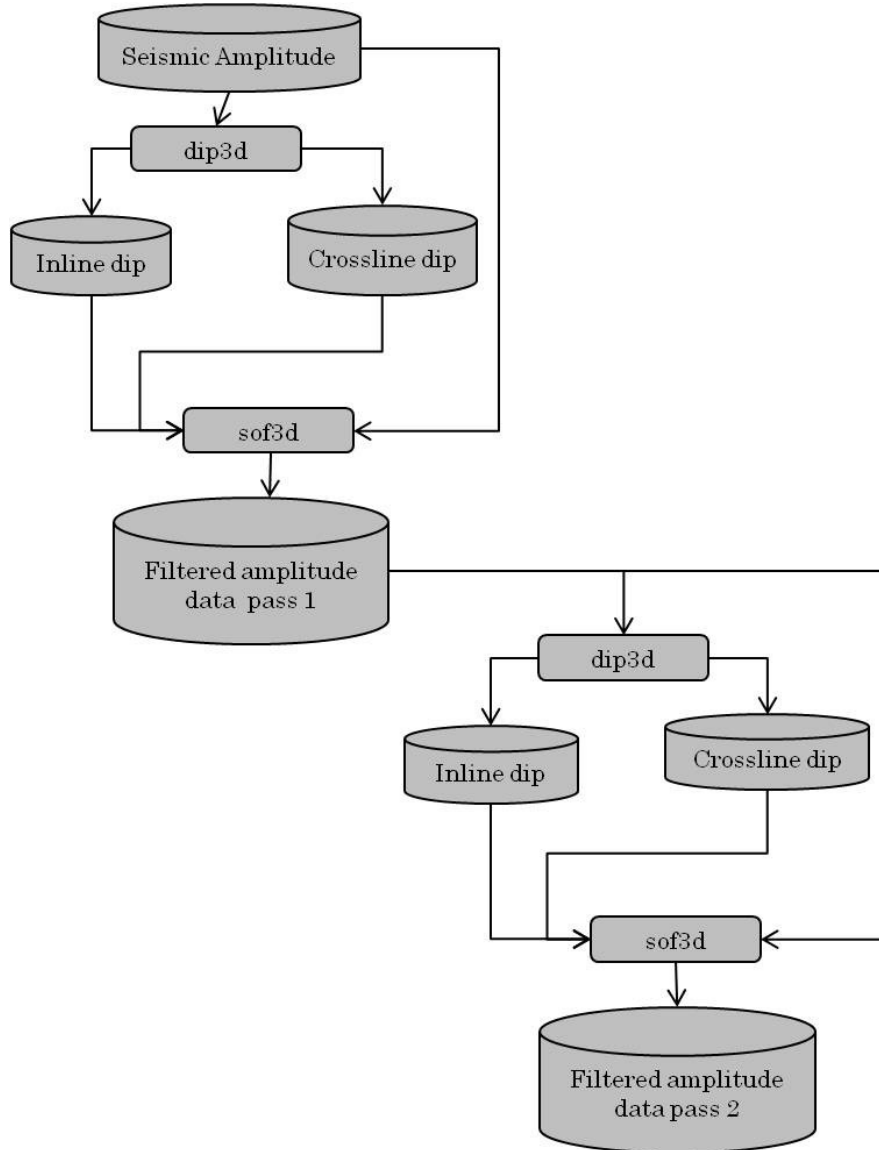 Seismic Amplitude
dip3d
Inline dip
Crossline dip
sof3d
Filtered amplitude
data pass 1
dip3d
Inline dip
Crossline dip
sof3d
Filtered amplitude
data pass 2